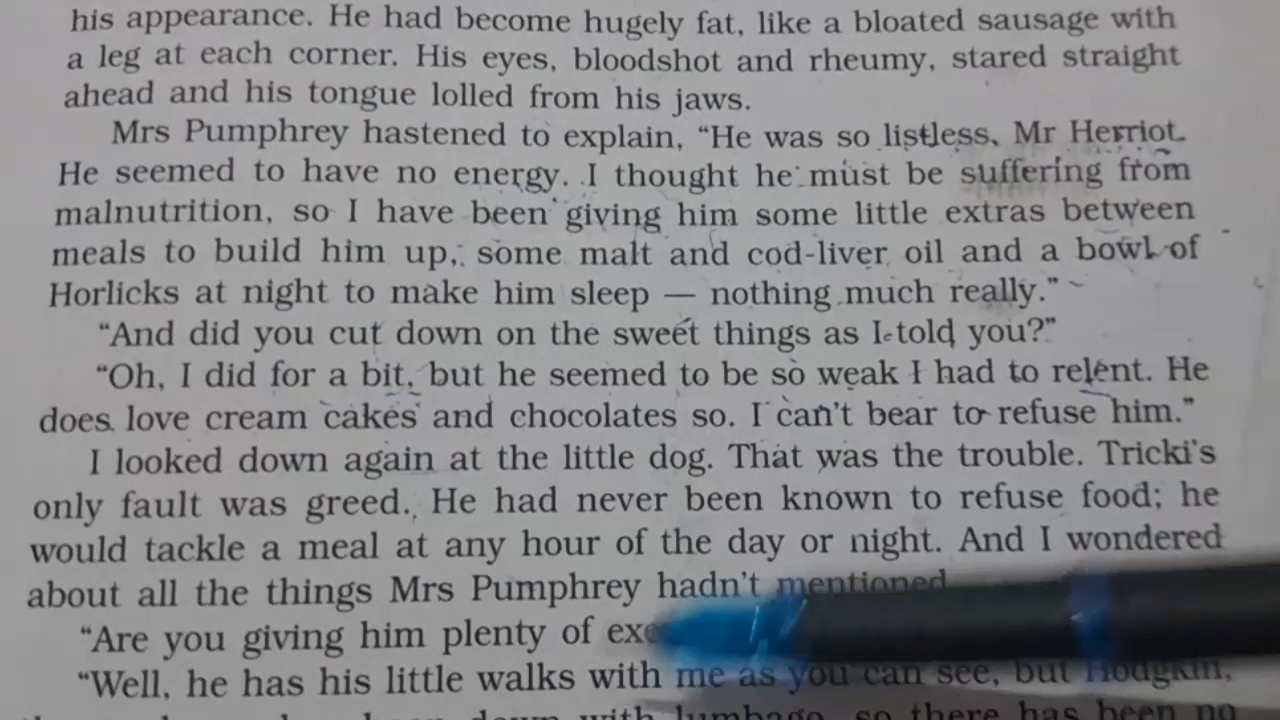 his appearance. He had become hugely fat, like a bloated sausage with
a leg at each corner. His eyes, bloodshot and rheumy, stared straight
ahead and his tongue lolled from his jaws.
Mrs Pumphrey hastened to explain, “He was so listless, Mr Herriot.
He seemed to have no energy. I thought he must be suffering from
malnutrition, so I have been giving him some little extras between
meals to build him up, some malt and cod-liver oil and a bowl of
Horlicks at night to make him sleep — nothing much really.”
“And did you cut down on the sweet things as I told you?”
“Oh, I did for a bit, but he seemed to be so weak I had to relent. He
does love cream cakes and chocolates so. I can't bear to refuse him.”
I looked down again at the little dog. That was the trouble. Tricki's
only fault was greed. He had never been known to refuse food; he
would tackle a meal at any hour of the day or night. And I wondered
about all the things Mrs Pumphrey hadn't mentioned
“Are you giving him plenty of
“Well, he has his little walks with me as you can see, but Hodgkin,
down with lumbago, so there has been no